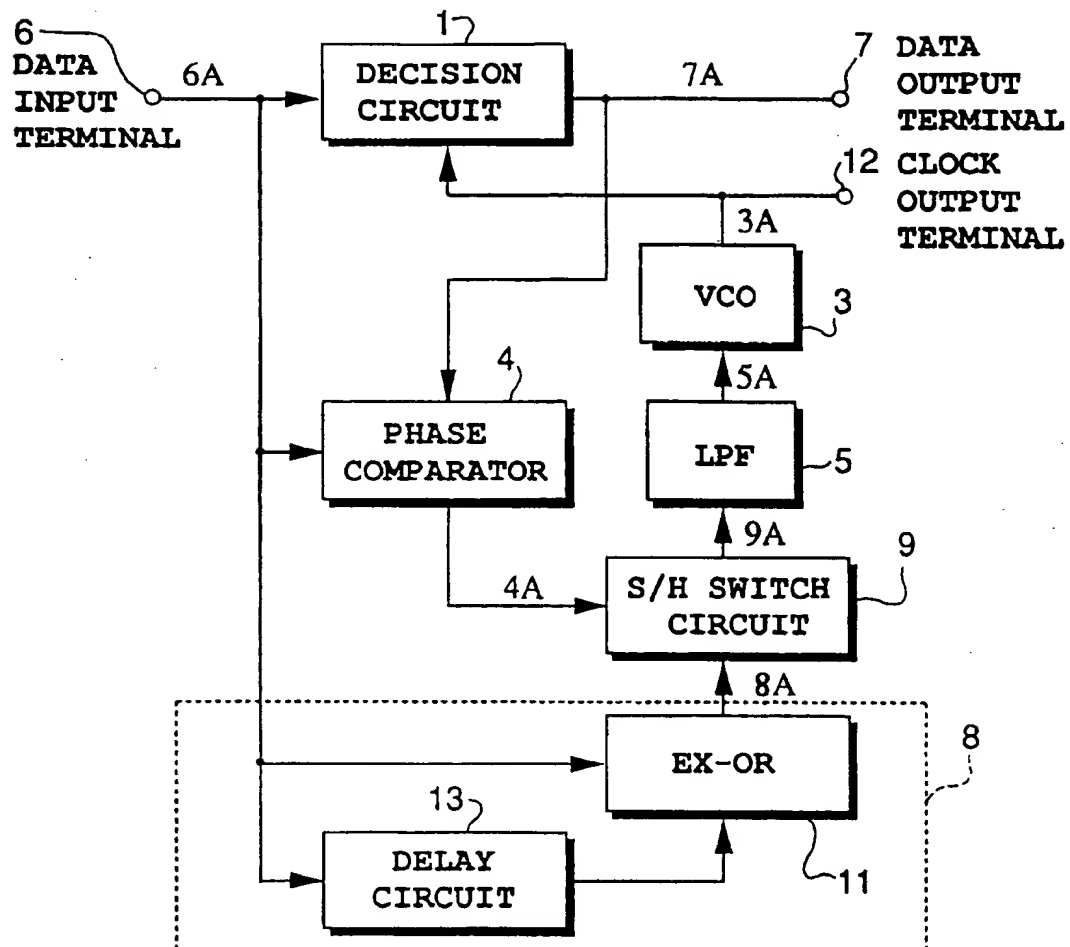 6
DATA
INPUT
TERMINAL
6A
1
DECISION
CIRCUIT
7A
7
DATA
OUTPUT
TERMINAL
12
CLOCK
OUTPUT
TERMINAL
3A
VCO
3
5A
4
PHASE
COMPARATOR
LPF
5
9A
4A
S/H SWITCH
CIRCUIT
9
8A
EX-OR
8
11
13
DELAY
CIRCUIT